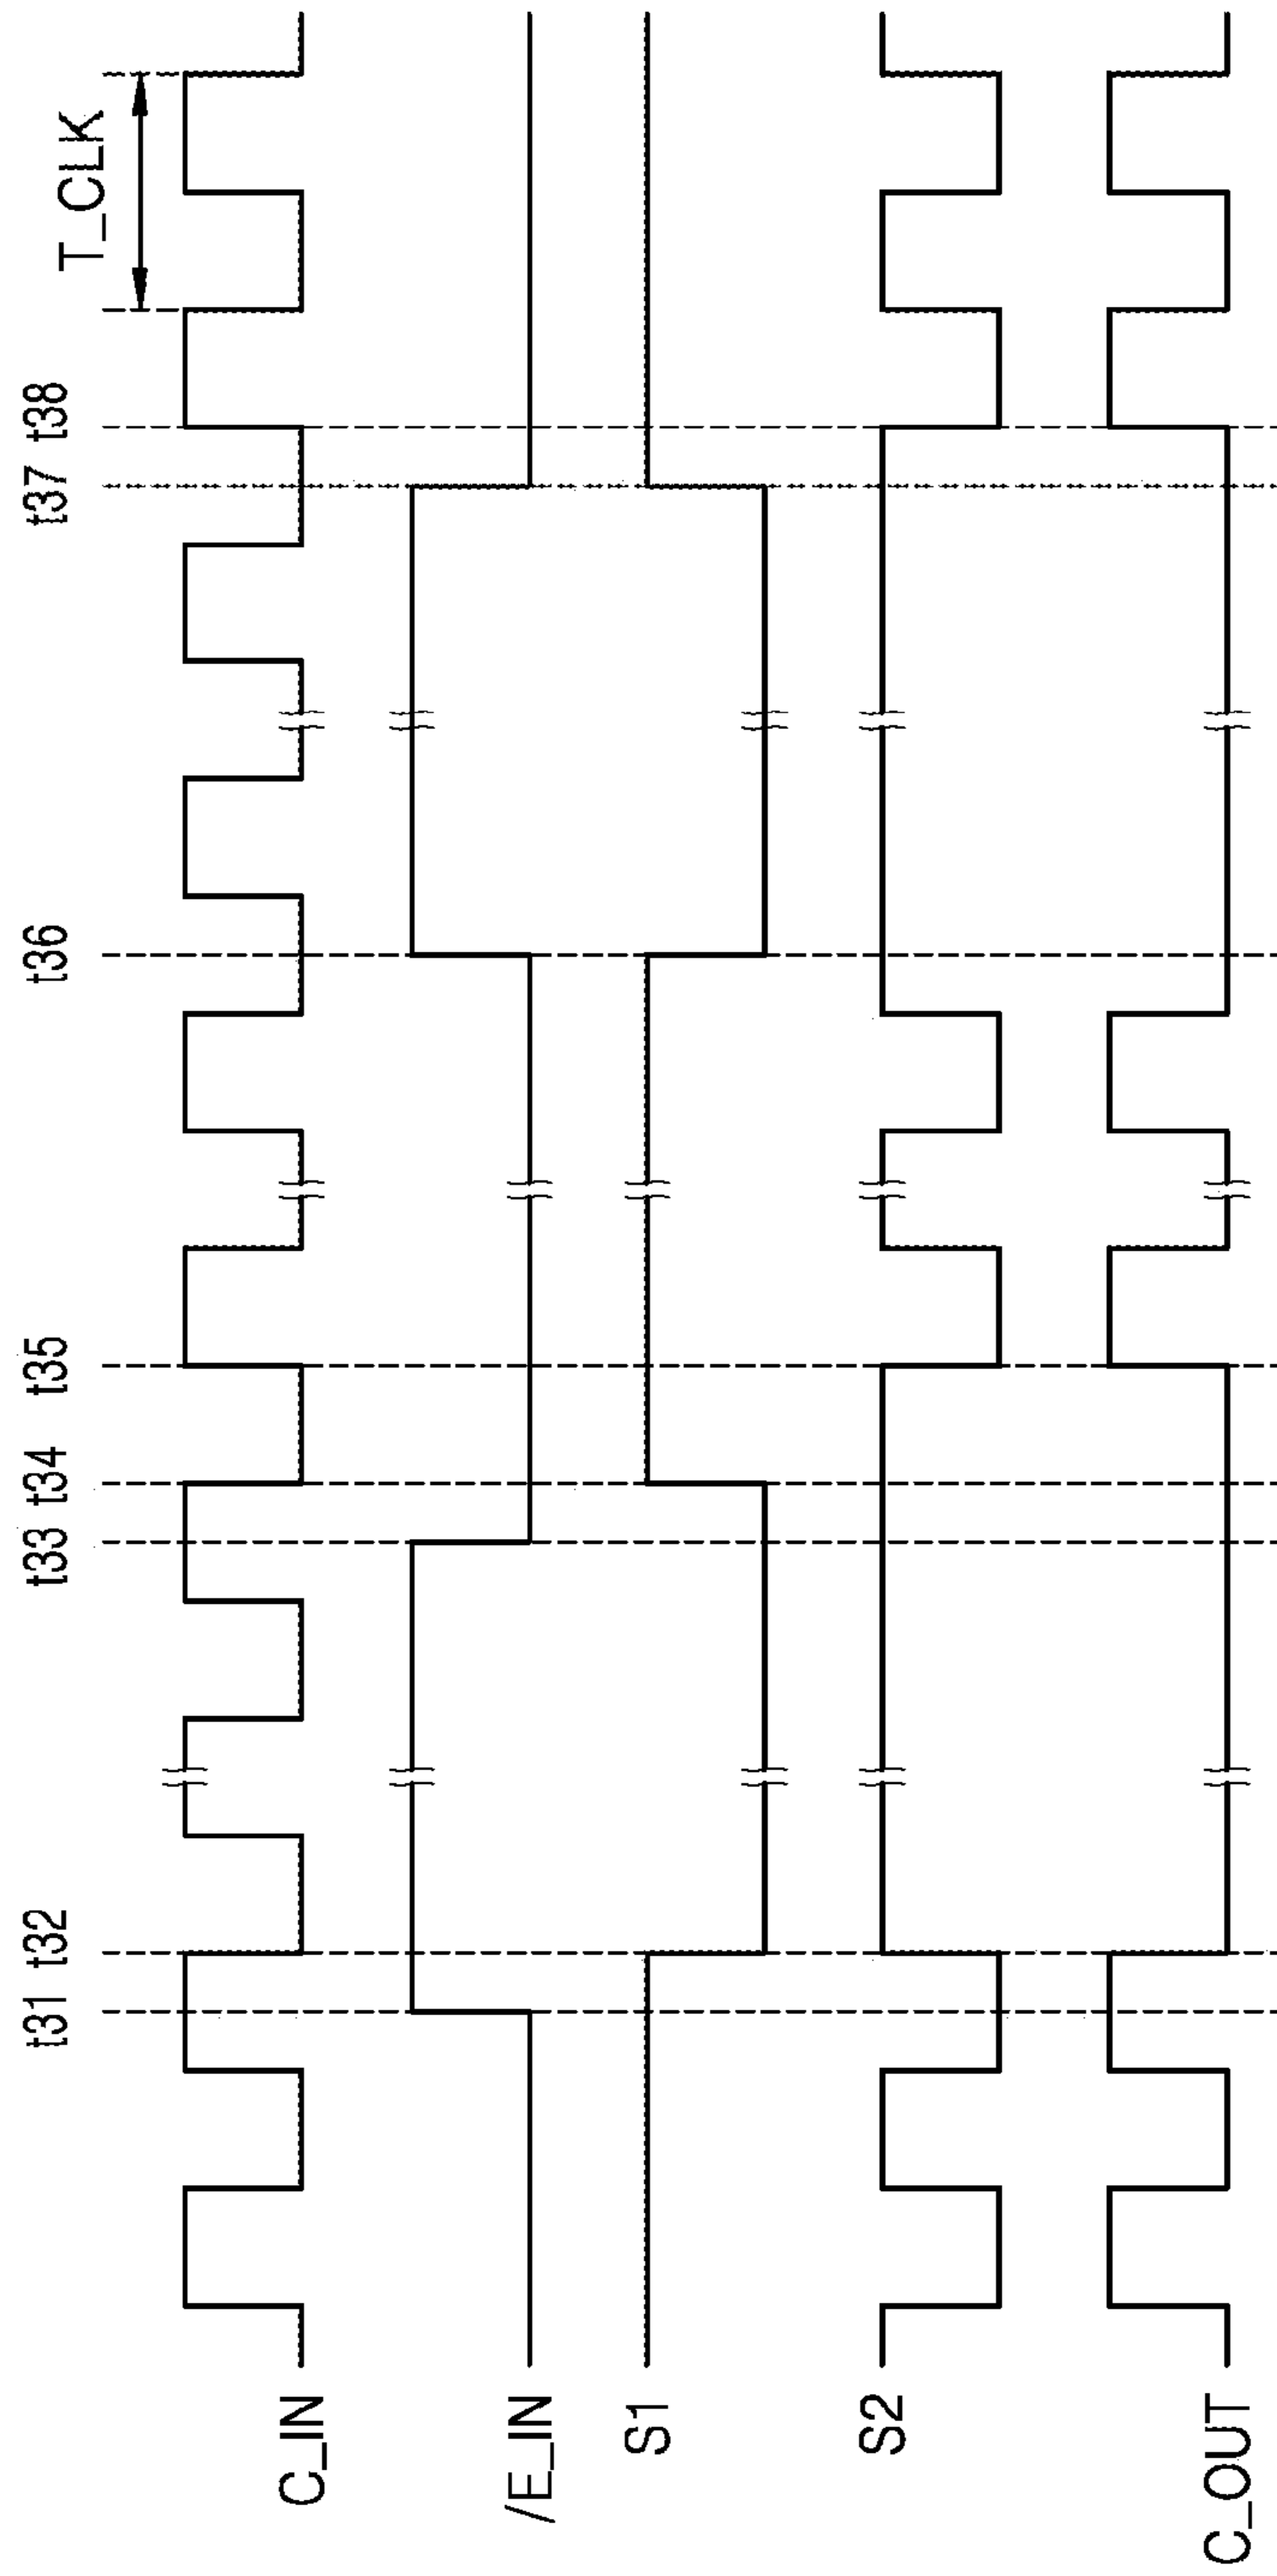 t31 t32 t33 t34 t35 t36 t37 t38
T_CLK
C_IN
/E_IN
S1
S2
C_OUT